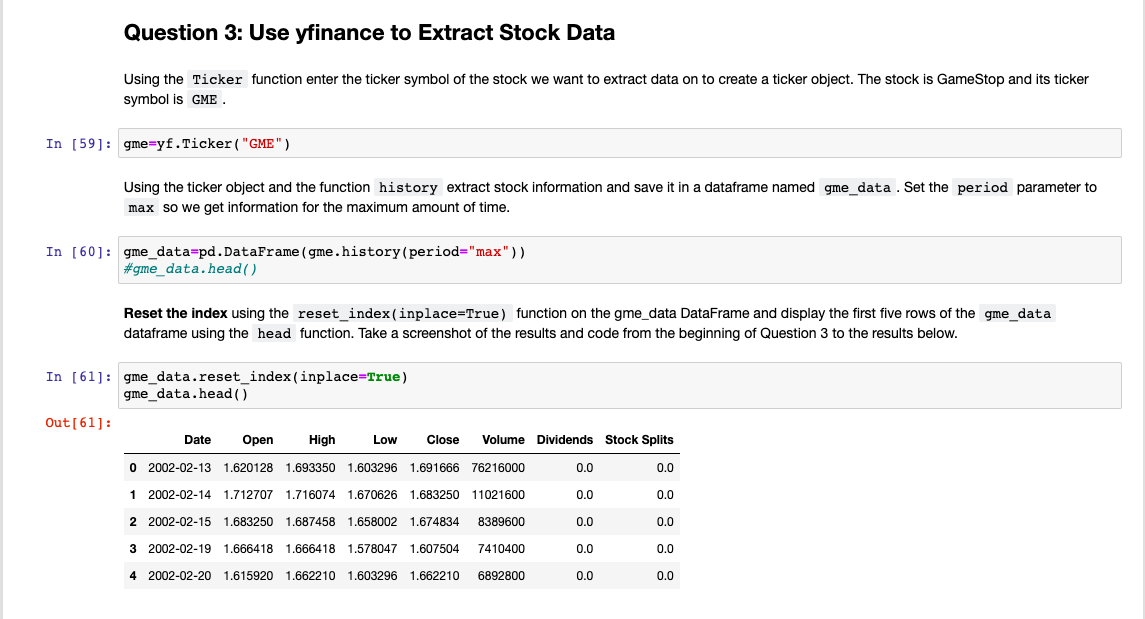 Question 3: Use yfinance to Extract Stock Data
Using the Ticker function enter the ticker symbol of the stock we want to extract data on to create a ticker object. The stock is GameStop and its ticker
symbol is GME .
In [59]: gme=yf.Ticker("GME")
Using the ticker object and the function history extract stock information and save it in a dataframe named gme_data . Set the period parameter to
max so we get information for the maximum amount of time.
In [60]: gme_data=pd.DataFrame(gme.history(period="max"))
#gme_data.head()
Reset the index using the reset_index(inplace=True) function on the gme_data DataFrame and display the first five rows of the gme_data
dataframe using the head function. Take a screenshot of the results and code from the beginning of Question 3 to the results below.
In [61]: gme_data.reset_index(inplace=True)
gme_data.head()
Out[61]:
Date Open High Low Close Volume Dividends Stock Splits
0 2002-02-13 1.620128 1.693350 1.603296 1.691666 76216000 0.0 0.0
1 2002-02-14 1.712707 1.716074 1.670626 1.683250 11021600 0.0 0.0
2 2002-02-15 1.683250 1.687458 1.658002 1.674834 8389600 0.0 0.0
3 2002-02-19 1.666418 1.666418 1.578047 1.607504 7410400 0.0 0.0
4 2002-02-20 1.615920 1.662210 1.603296 1.662210 6892800 0.0 0.0